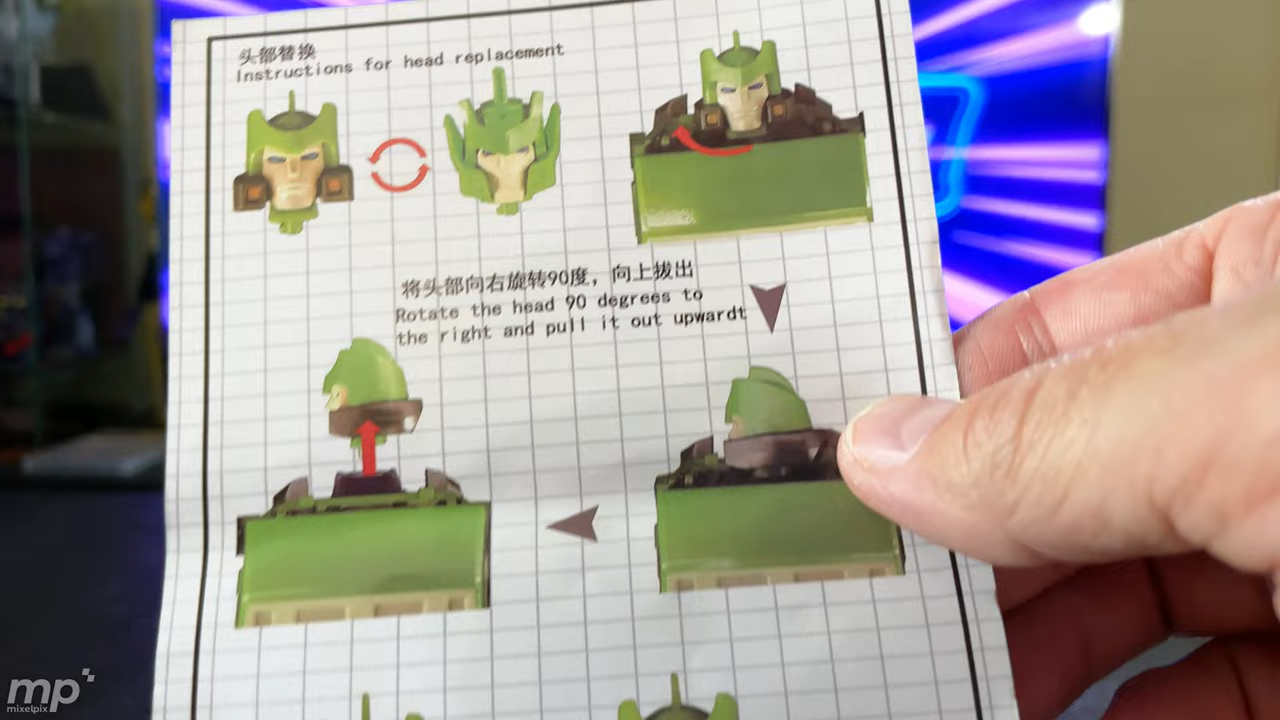 头部替换
Instructions for head replacement
将头部向右旋转90度，向上拔出
Rotate the head 90 degrees to
the right and pull it out upwardt
mp
mixelpix